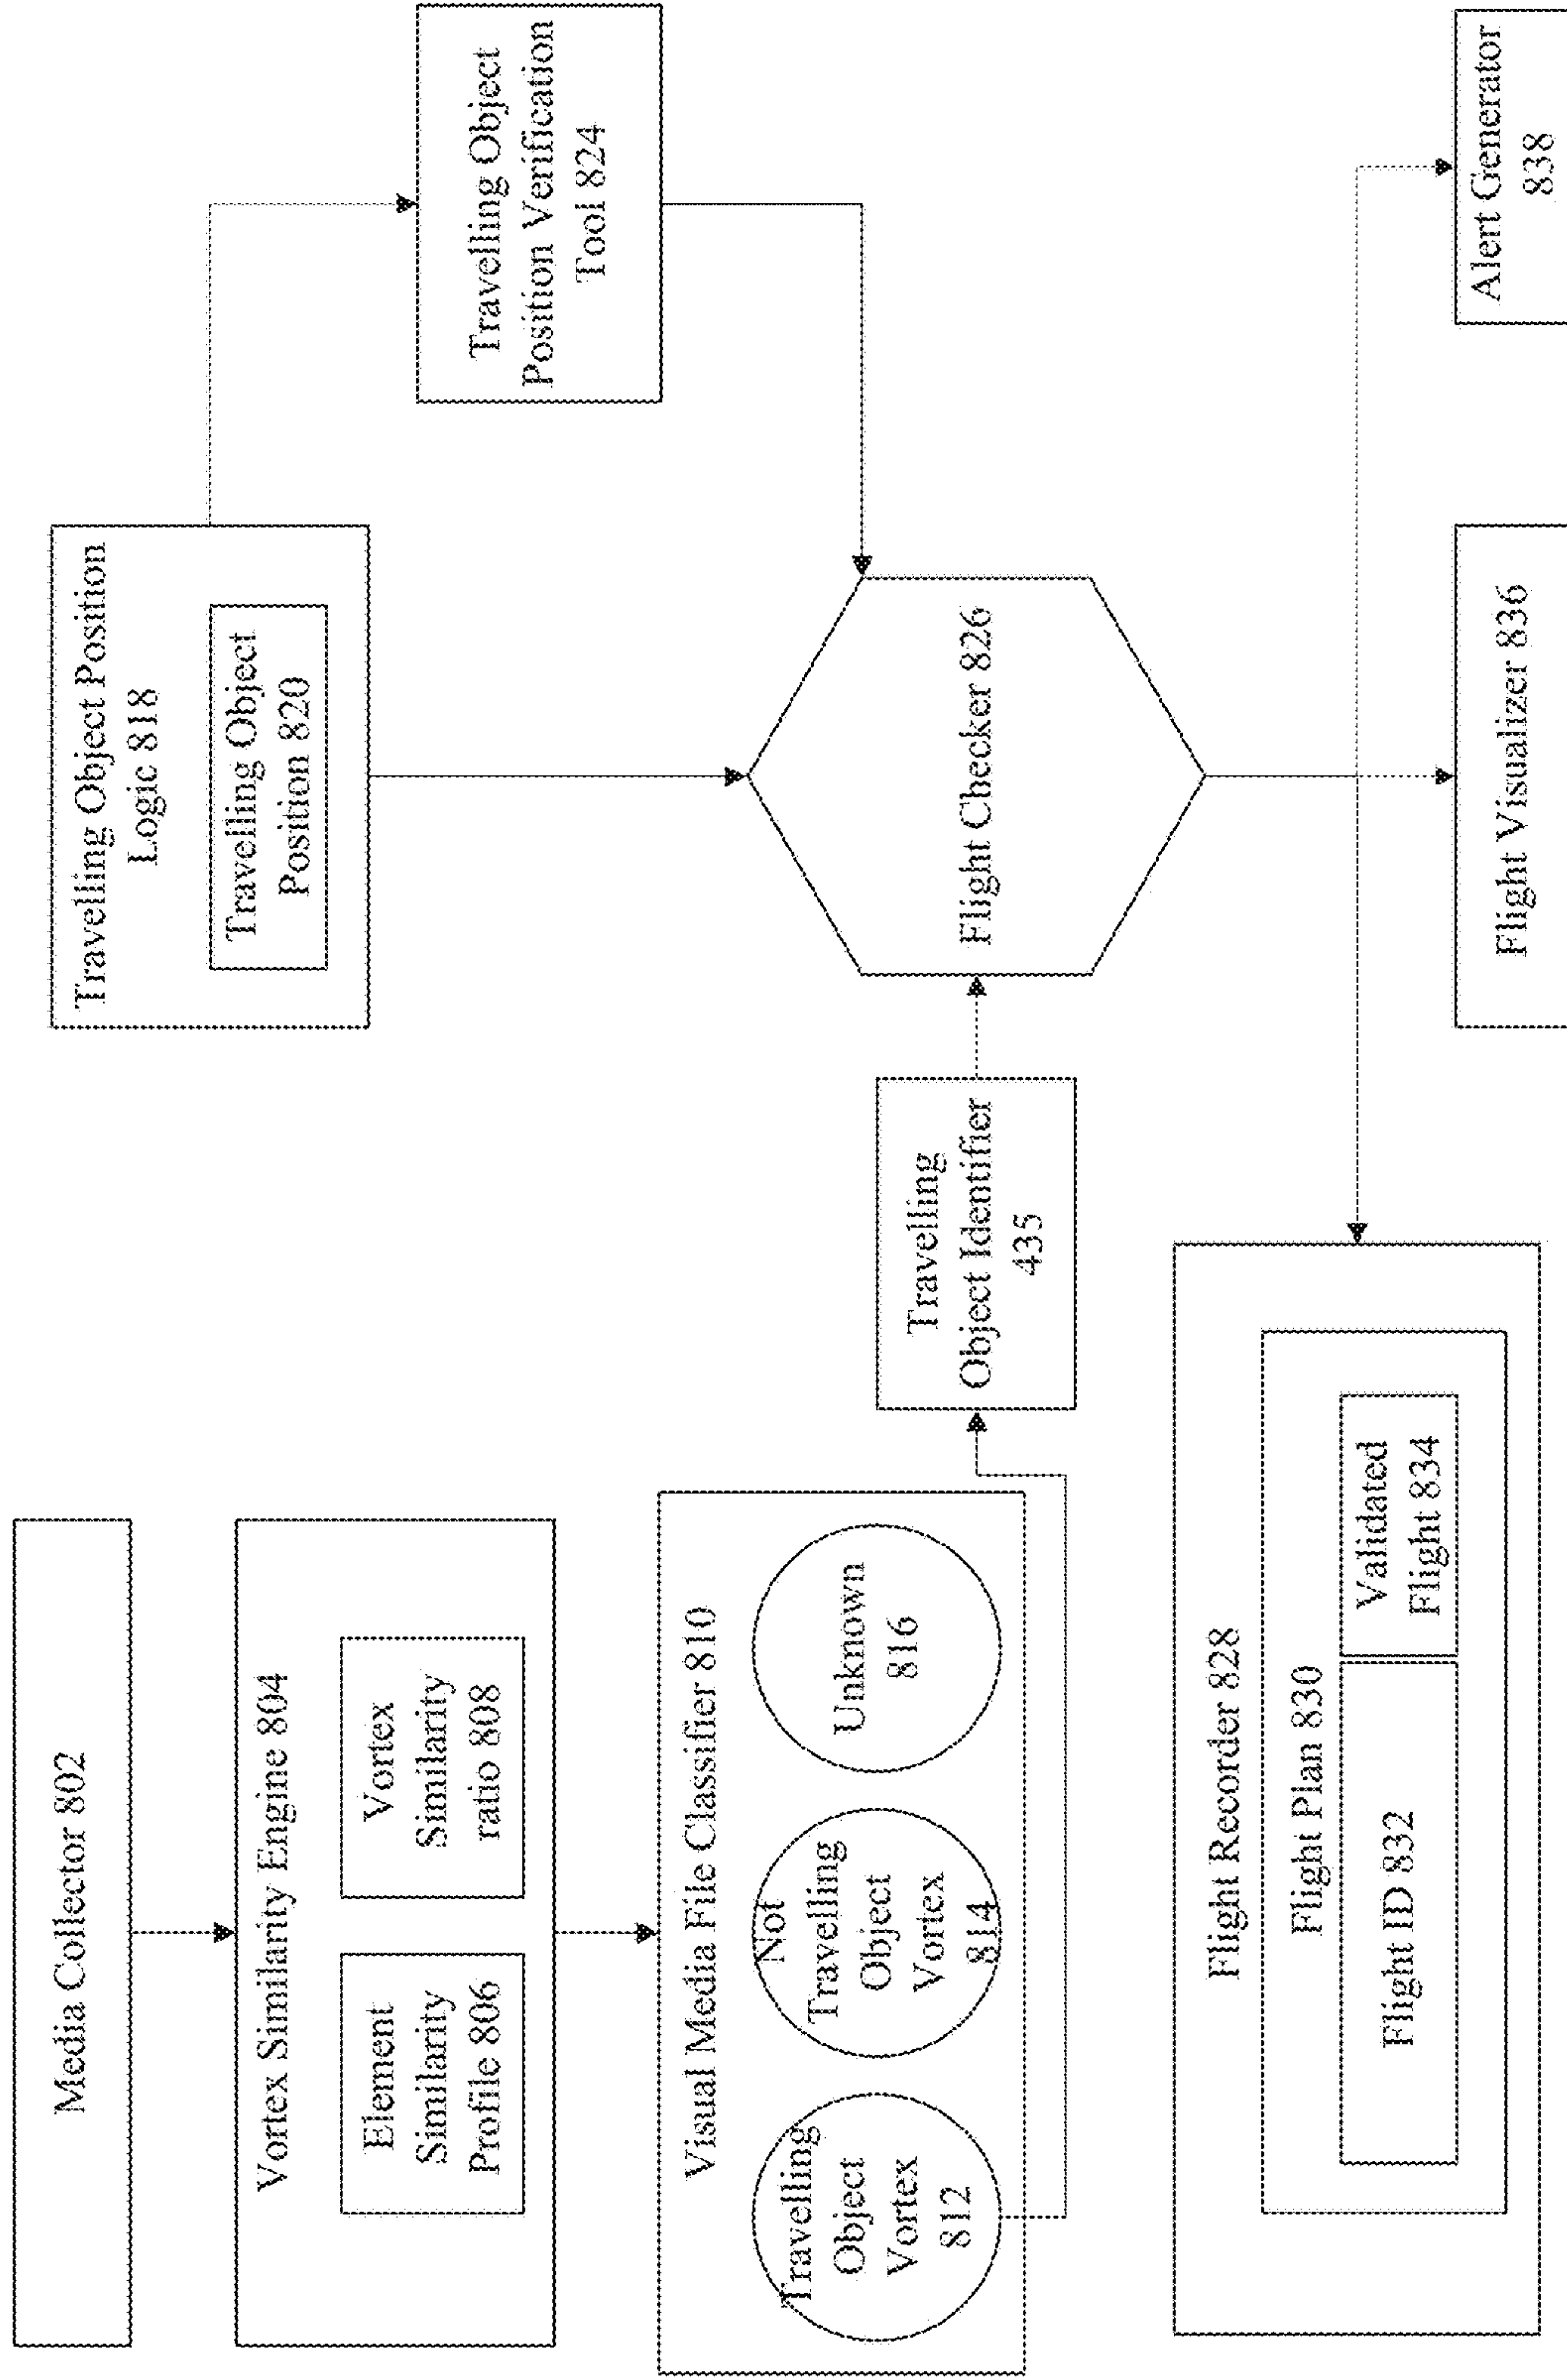 Media Collector 802
Vortex Similarity Engine 804
Element
Similarity
Profile 806
Vortex
Similarity
ratio 808
Visual Media File Classifier 810
Travelling
Object
Vortex
812
Not
Travelling
Object
Vortex
814
Unknown
816
Travelling
Object Identifier
435
Travelling Object Position
Logic 818
Travelling Object
Position 820
Travelling Object
Position Verification
Tool 824
Flight Checker 826
Flight Recorder 828
Flight Plan 830
Flight ID 832
Validated
Flight 834
Flight Visualizer 836
Alert Generator
838